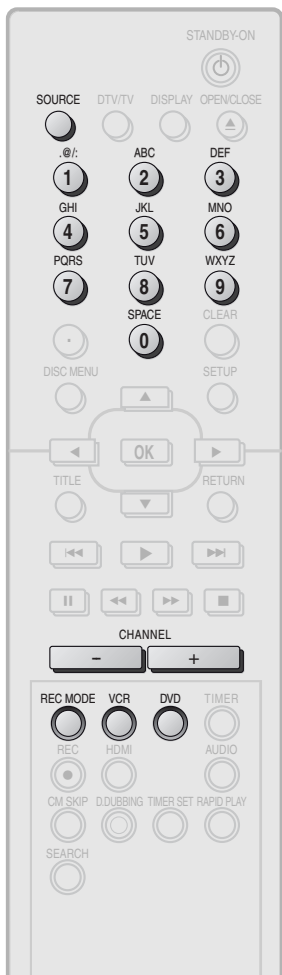 STANDBY-ON
SOURCE DTV/TV DISPLAY OPEN/CLOSE
.@/: ABC DEF
1 2 3
GHI JKL MNO
4 5 6
PQRS TUV WXYZ
7 8 9
SPACE CLEAR
0
DISC MENU SETUP
OK
TITLE RETURN
CHANNEL
- +
REC MODE VCR DVD TIMER
REC HDMI AUDIO
CM SKIP D.DUBBING TIMER SET RAPID PLAY
SEARCH